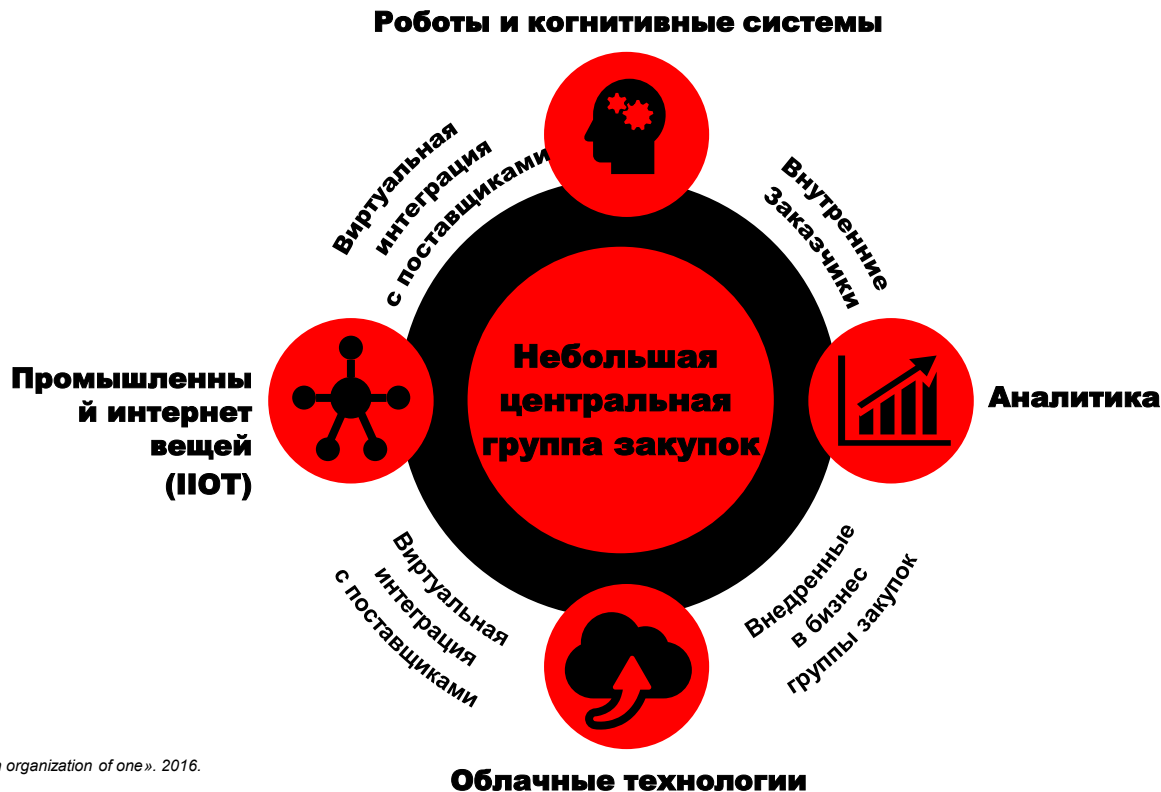 Роботы и когнитивные системы
Виртуальная
интеграция
с поставщиками
Внутренние
Заказчики
Промышленны
й интернет
вещей
(IIOT)
Небольшая
центральная
группа закупок
Аналитика
Виртуальная
интеграция
с поставщиками
Внедренные
в бизнес
группы закупок
organization of one». 2016.
Облачные технологии